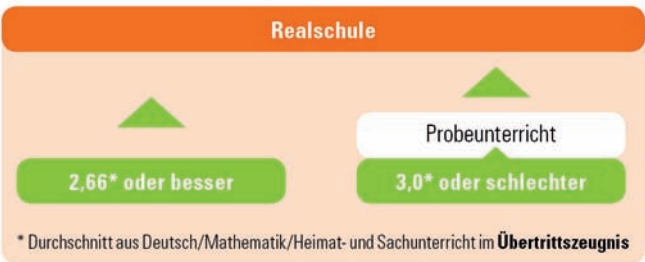 Realschule
Probeunterricht
2,66* oder besser
3,0* oder schlechter
* Durchschnitt aus Deutsch/Mathematik/Heimat- und Sachunterricht im Übertrittszeugnis